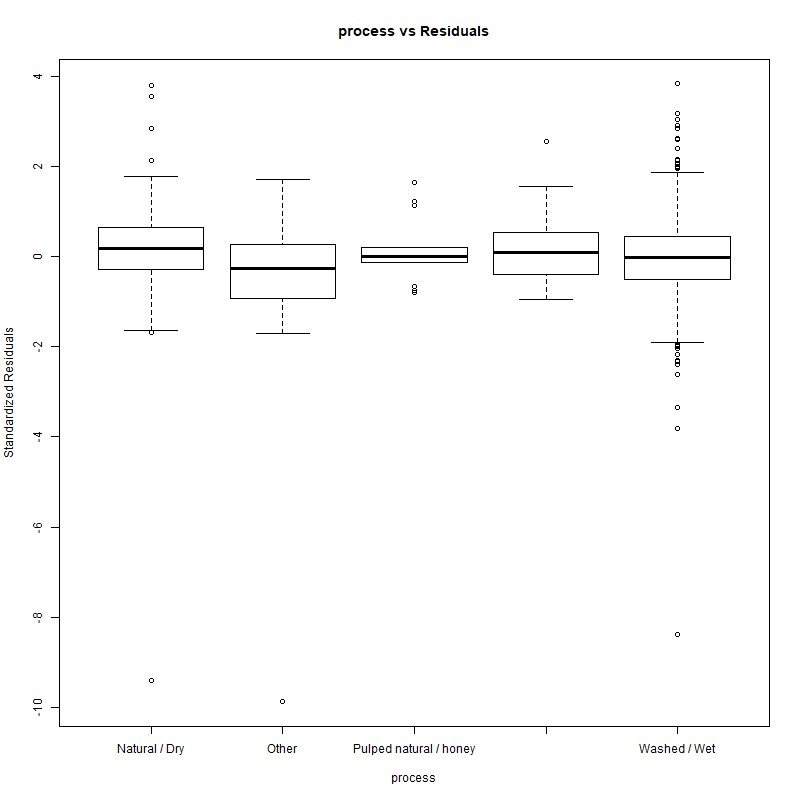 process vs Residuals
4
2
0
-2
-4
-6
-8
-10
Standardized Residuals
Natural / Dry
Other
Pulped natural / honey
Washed / Wet
process